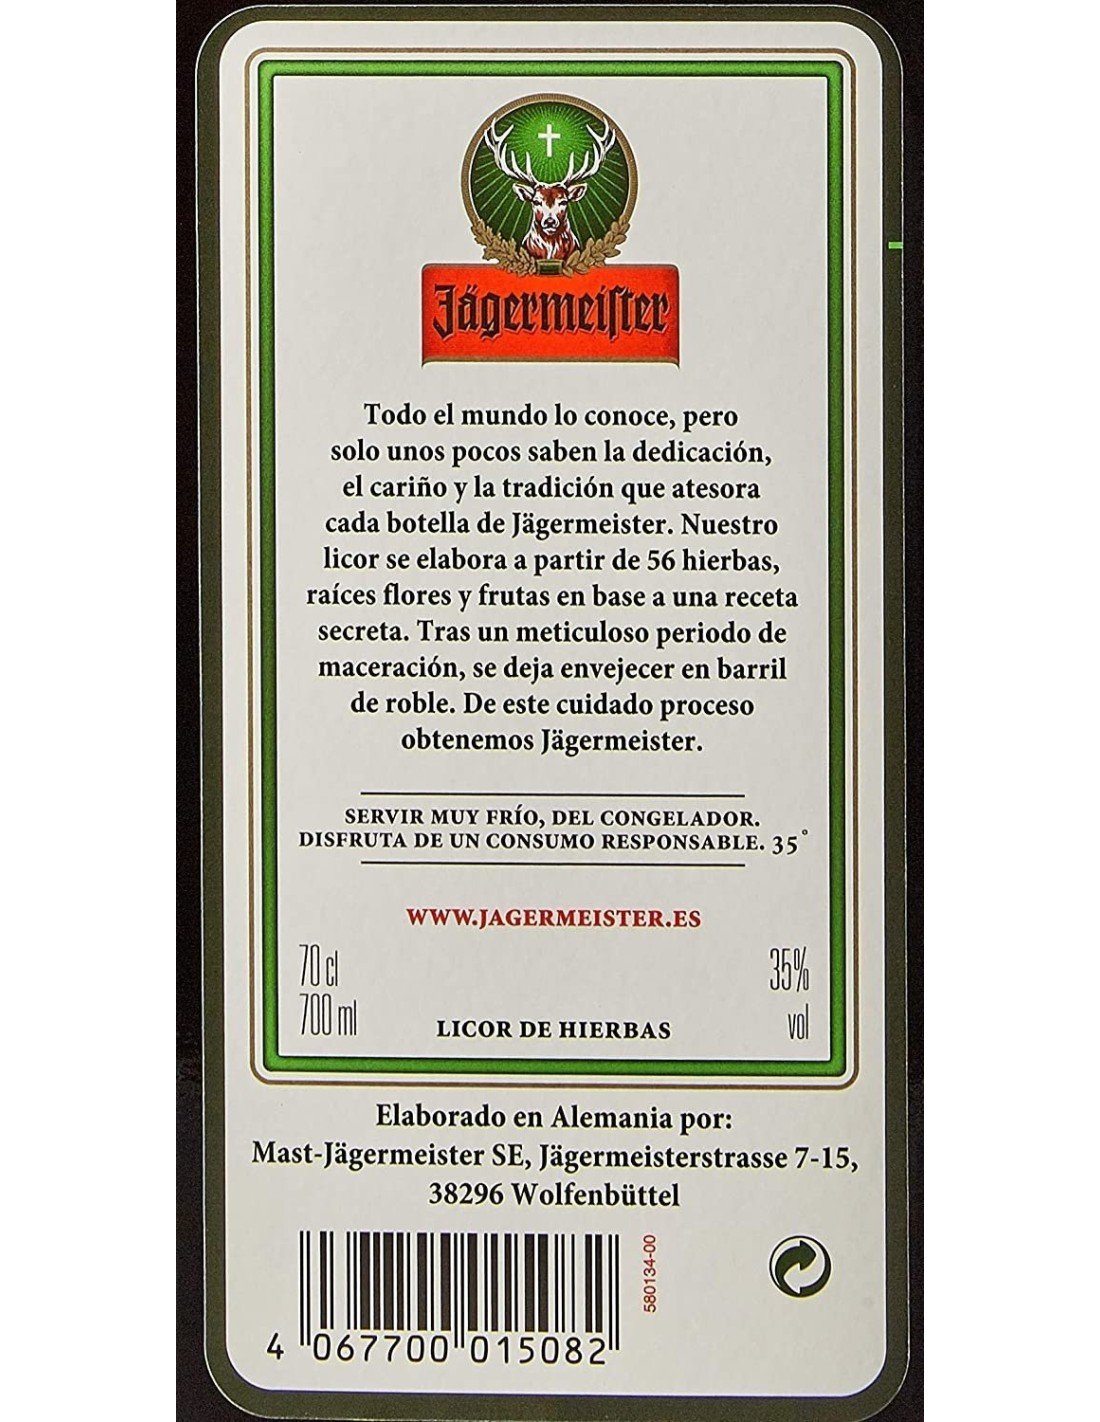 Jägermeiſter
Todo el mundo lo conoce, pero
solo unos pocos saben la dedicación,
el cariño y la tradición que atesora
cada botella de Jägermeister. Nuestro
licor se elabora a partir de 56 hierbas,
raíces flores y frutas en base a una receta
secreta. Tras un meticuloso periodo de
maceración, se deja envejecer en barril
de roble. De este cuidado proceso
obtenemos Jägermeister.
SERVIR MUY FRÍO, DEL CONGELADOR.
DISFRUTA DE UN CONSUMO RESPONSABLE. 35°
WWW.JAGERMEISTER.ES
70 cl
700 ml
35%
vol
LICOR DE HIERBAS
Elaborado en Alemania por:
Mast-Jägermeister SE, Jägermeisterstrasse 7-15,
38296 Wolfenbüttel
580134-00
4 067700 015082